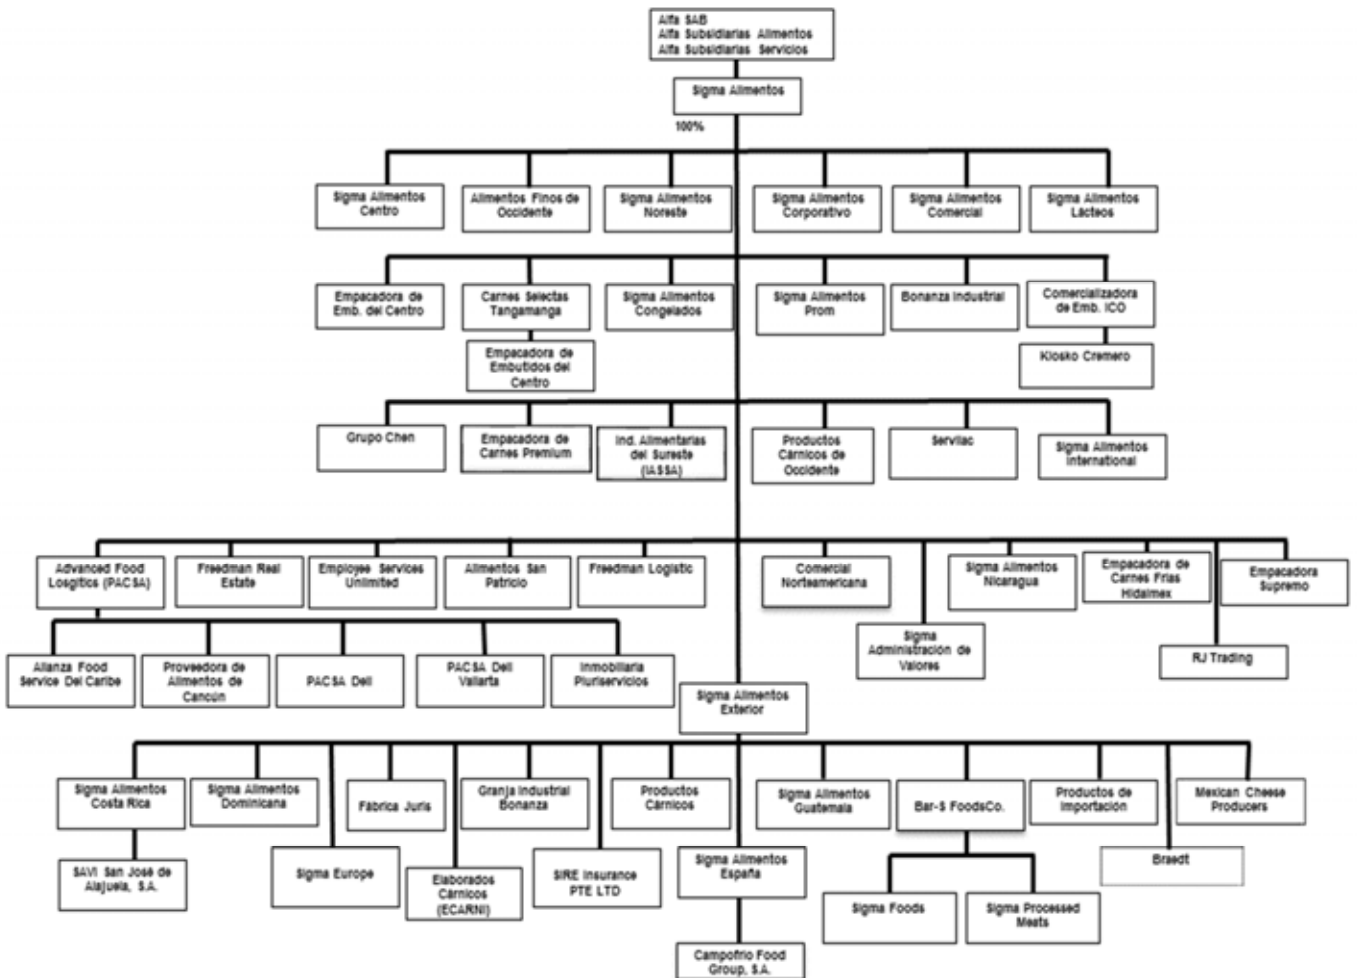 Alfa SAB
Alfa Subsidiarias Alimentos
Alfa Subsidiarias Servicios
Sigma Alimentos
100%
Sigma Alimentos
Centro
Alimentos Finos de
Occidente
Sigma Alimentos
Noreste
Sigma Alimentos
Corporativo
Sigma Alimentos
Comercial
Sigma Alimentos
Lácteos
Empacadora de
Emb. del Centro
Carnes Selectas
Tangamanga
Sigma Alimentos
Congelados
Sigma Alimentos
Prom
Bonanza Industrial
Comercializadora
de Emb. ICO
Empacadora de
Embutidos del
Centro
Kiosko Cremero
Grupo Chen
Empacadora de
Carnes Premium
Ind. Alimentarias
del Sureste
(IASSA)
Productos
Cárnicos de
Occidente
Servilac
Sigma Alimentos
International
Advanced Food
Losgitics (PACSA)
Freedman Real
Estate
Employee Services
Unlimited
Alimentos San
Patricio
Freedman Logistic
Comercial
Norteamericana
Sigma
Administración de
Valores
Sigma Alimentos
Nicaragua
Empacadora de
Carnes Frías
Hidalmex
RJ Trading
Empacadora
Supremo
Alianza Food
Service Del Caribe
Proveedora de
Alimentos de
Cancún
PACSA Deli
PACSA Deli
Vallarta
Inmobiliaria
Pluriservicios
Sigma Alimentos
Exterior
Sigma Alimentos
Costa Rica
Sigma Alimentos
Dominicana
Fábrica Juris
Granja Industrial
Bonanza
Productos
Cárnicos
Sigma Alimentos
Guatemala
Bar-S FoodsCo.
Productos de
Importación
Mexican Cheese
Producers
SAVI San José de
Alajuela, S.A.
Sigma Europe
Elaborados
Cárnicos
(ECARNI)
SIRE Insurance
PTE LTD
Sigma Alimentos
España
Sigma Foods
Sigma Processed
Meats
Braedt
Campofrio Food
Group, S.A.